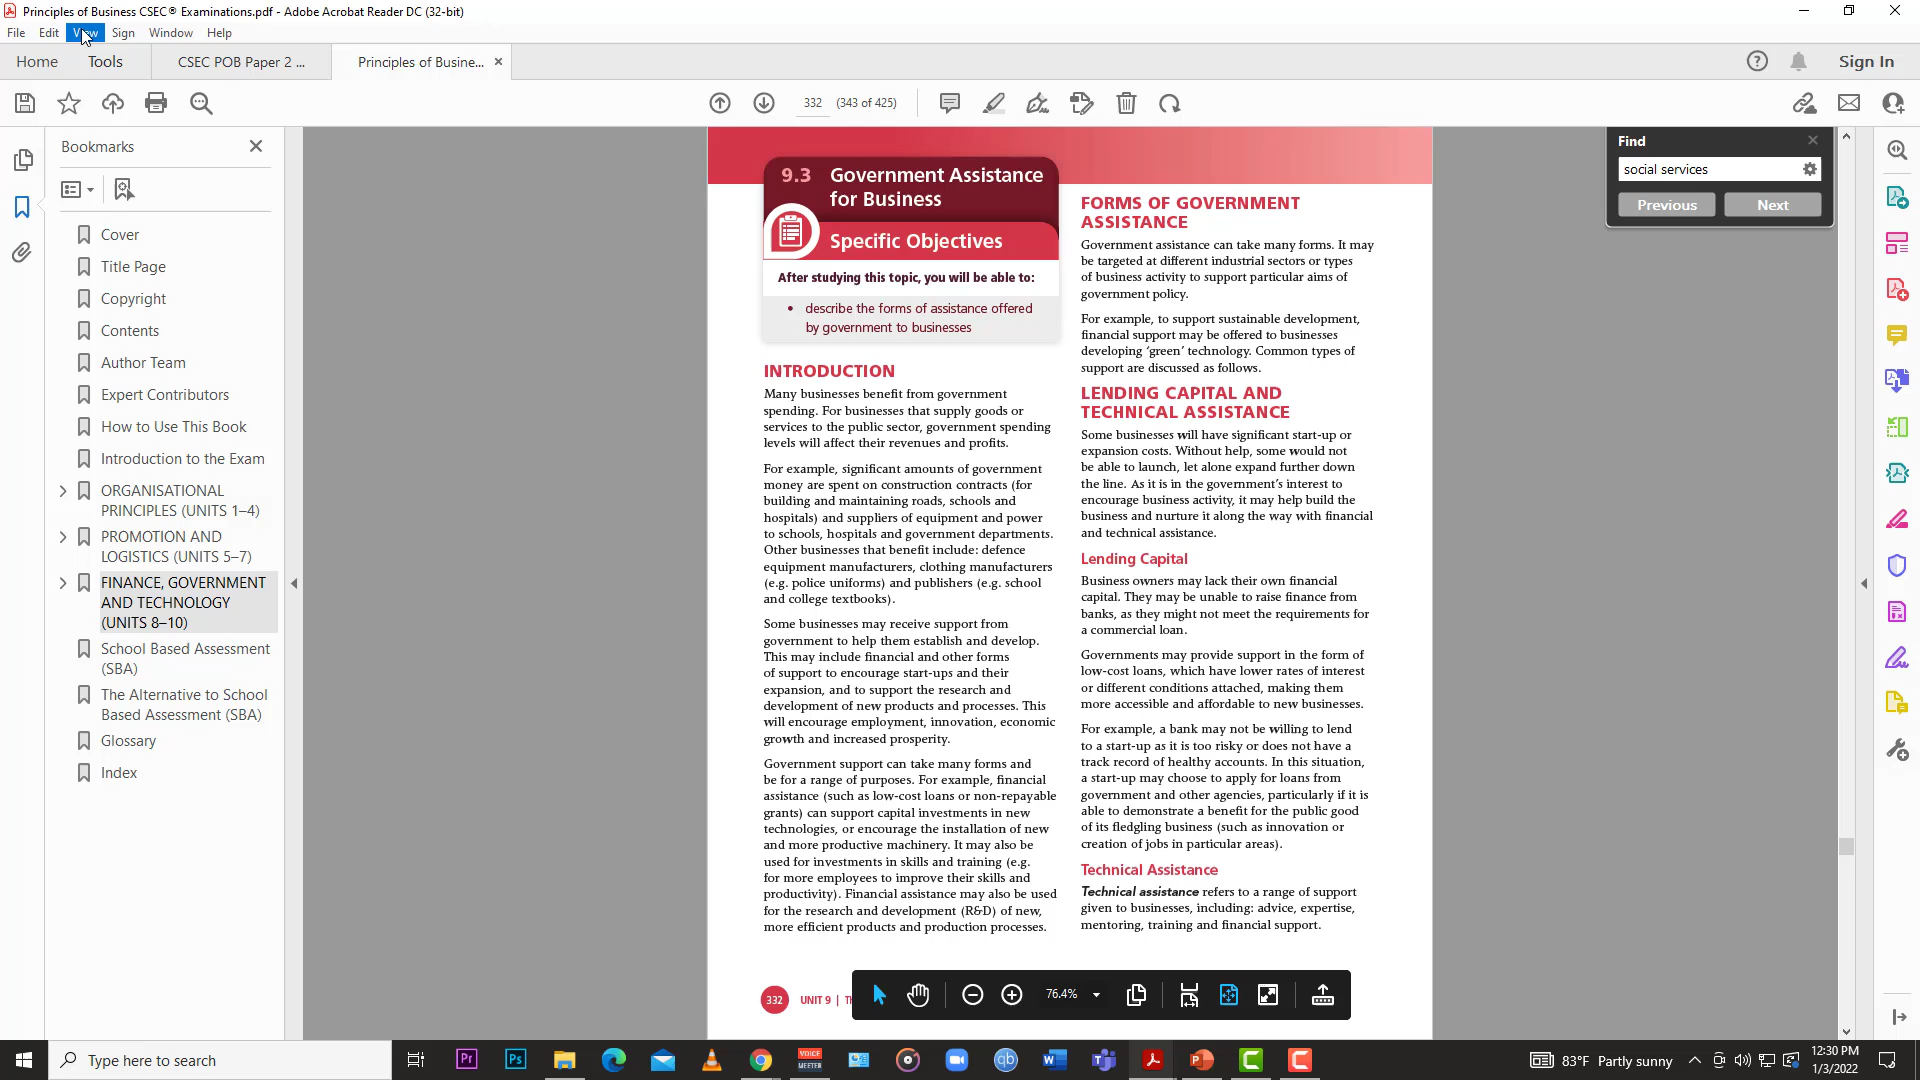 Principles of Business CSEC® Examinations.pdf - Adobe Acrobat Reader DC (32-bit)
File Edit View Sign Window Help
Home Tools CSEC POB Paper 2 ... Principles of Busine... Sign In
332 (343 of 425)
Bookmarks
Cover
Title Page
Copyright
Contents
Author Team
Expert Contributors
How to Use This Book
Introduction to the Exam
ORGANISATIONAL
PRINCIPLES (UNITS 1–4)
PROMOTION AND
LOGISTICS (UNITS 5–7)
FINANCE, GOVERNMENT
AND TECHNOLOGY
(UNITS 8–10)
School Based Assessment
(SBA)
The Alternative to School
Based Assessment (SBA)
Glossary
Index
9.3 Government Assistance
for Business
Specific Objectives
After studying this topic, you will be able to:
• describe the forms of assistance offered
by government to businesses
INTRODUCTION
Many businesses benefit from government
spending. For businesses that supply goods or
services to the public sector, government spending
levels will affect their revenues and profits.
For example, significant amounts of government
money are spent on construction contracts (for
building and maintaining roads, schools and
hospitals) and suppliers of equipment and power
to schools, hospitals and government departments.
Other businesses that benefit include: defence
equipment manufacturers, clothing manufacturers
(e.g. police uniforms) and publishers (e.g. school
and college textbooks).
Some businesses may receive support from
government to help them establish and develop.
This may include financial and other forms
of support to encourage start-ups and their
expansion, and to support the research and
development of new products and processes. This
will encourage employment, innovation, economic
growth and increased prosperity.
Government support can take many forms and
be for a range of purposes. For example, financial
assistance (such as low-cost loans or non-repayable
grants) can support capital investments in new
technologies, or encourage the installation of new
and more productive machinery. It may also be
used for investments in skills and training (e.g.
for more employees to improve their skills and
productivity). Financial assistance may also be used
for the research and development (R&D) of new,
more efficient products and production processes.
FORMS OF GOVERNMENT
ASSISTANCE
Government assistance can take many forms. It may
be targeted at different industrial sectors or types
of business activity to support particular aims of
government policy.
For example, to support sustainable development,
financial support may be offered to businesses
developing ‘green’ technology. Common types of
support are discussed as follows.
LENDING CAPITAL AND
TECHNICAL ASSISTANCE
Some businesses will have significant start-up or
expansion costs. Without help, some would not
be able to launch, let alone expand further down
the line. As it is in the government’s interest to
encourage business activity, it may help build the
business and nurture it along the way with financial
and technical assistance.
Lending Capital
Business owners may lack their own financial
capital. They may be unable to raise finance from
banks, as they might not meet the requirements for
a commercial loan.
Governments may provide support in the form of
low-cost loans, which have lower rates of interest
or different conditions attached, making them
more accessible and affordable to new businesses.
For example, a bank may not be willing to lend
to a start-up as it is too risky or does not have a
track record of healthy accounts. In this situation,
a start-up may choose to apply for loans from
government and other agencies, particularly if it is
able to demonstrate a benefit for the public good
of its fledgling business (such as innovation or
creation of jobs in particular areas).
Technical Assistance
Technical assistance refers to a range of support
given to businesses, including: advice, expertise,
mentoring, training and financial support.
332 UNIT 9 |
76.4%
Find
social services
Previous Next
Type here to search
Pr Ps VOICE MEETER qb
83°F Partly sunny
12:30 PM
1/3/2022